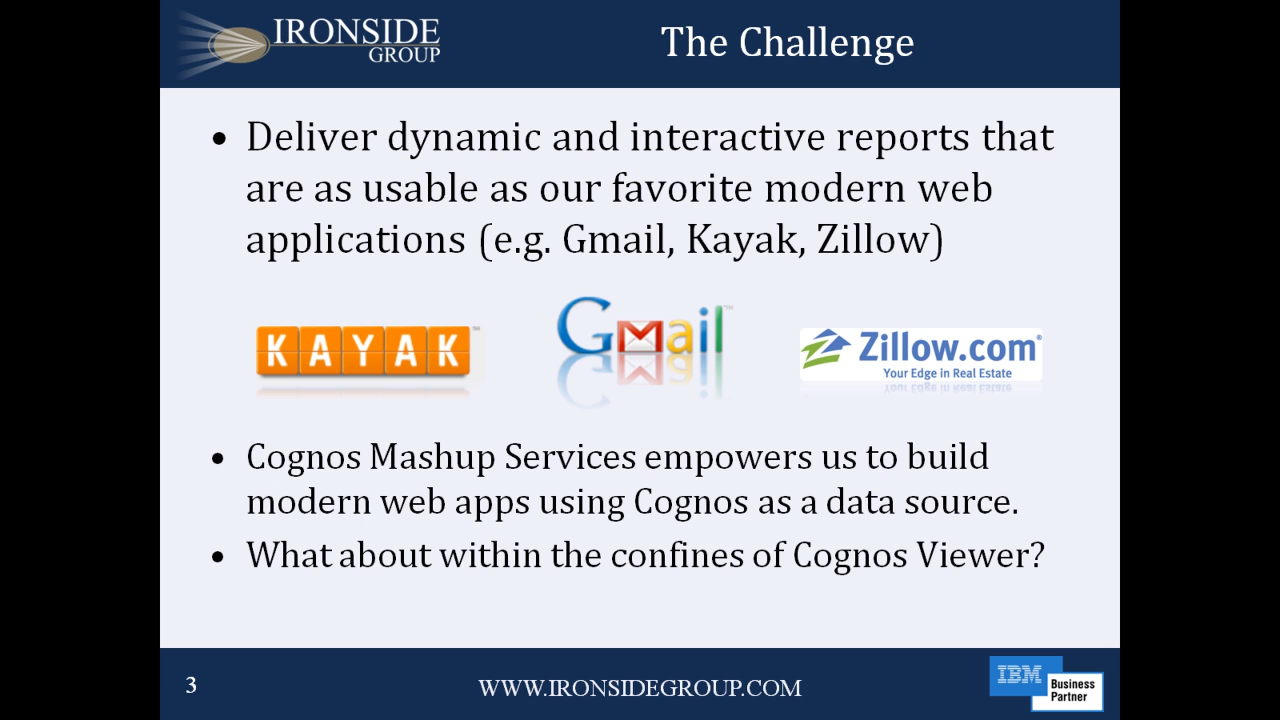 IRONSIDE
GROUP
The Challenge
• Deliver dynamic and interactive reports that
are as usable as our favorite modern web
applications (e.g. Gmail, Kayak, Zillow)
KAYAK™
Gmail™
Zillow.com®
Your Edge in Real Estate
• Cognos Mashup Services empowers us to build
modern web apps using Cognos as a data source.
• What about within the confines of Cognos Viewer?
3
WWW.IRONSIDEGROUP.COM
IBM
Business
Partner